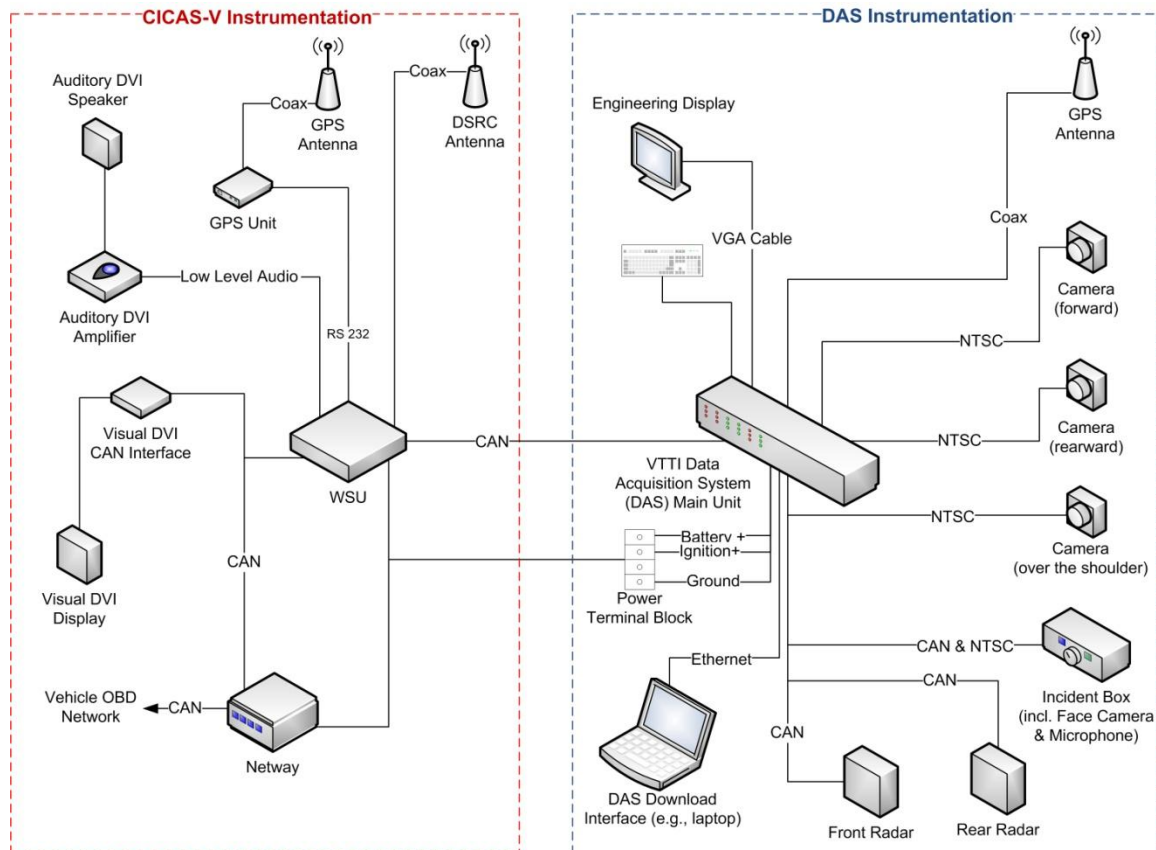 CICAS-V Instrumentation
Auditory DVI
Speaker
Coax
GPS
Antenna
Coax
DSRC
Antenna
GPS Unit
Low Level Audio
Auditory DVI
Amplifier
RS 232
Visual DVI
CAN Interface
WSU
CAN
CAN
Visual DVI
Display
Vehicle OBD
Network
CAN
Netway
DAS Instrumentation
Engineering Display
GPS
Antenna
Coax
VGA Cable
Camera
(forward)
NTSC
NTSC
Camera
(rearward)
VTTI Data
Acquisition System
(DAS) Main Unit
NTSC
Camera
(over the shoulder)
Battery +
Ignition+
Ground
Power
Terminal Block
Ethernet
CAN & NTSC
CAN
Incident Box
(incl. Face Camera
& Microphone)
CAN
DAS Download
Interface (e.g., laptop)
Front Radar
Rear Radar